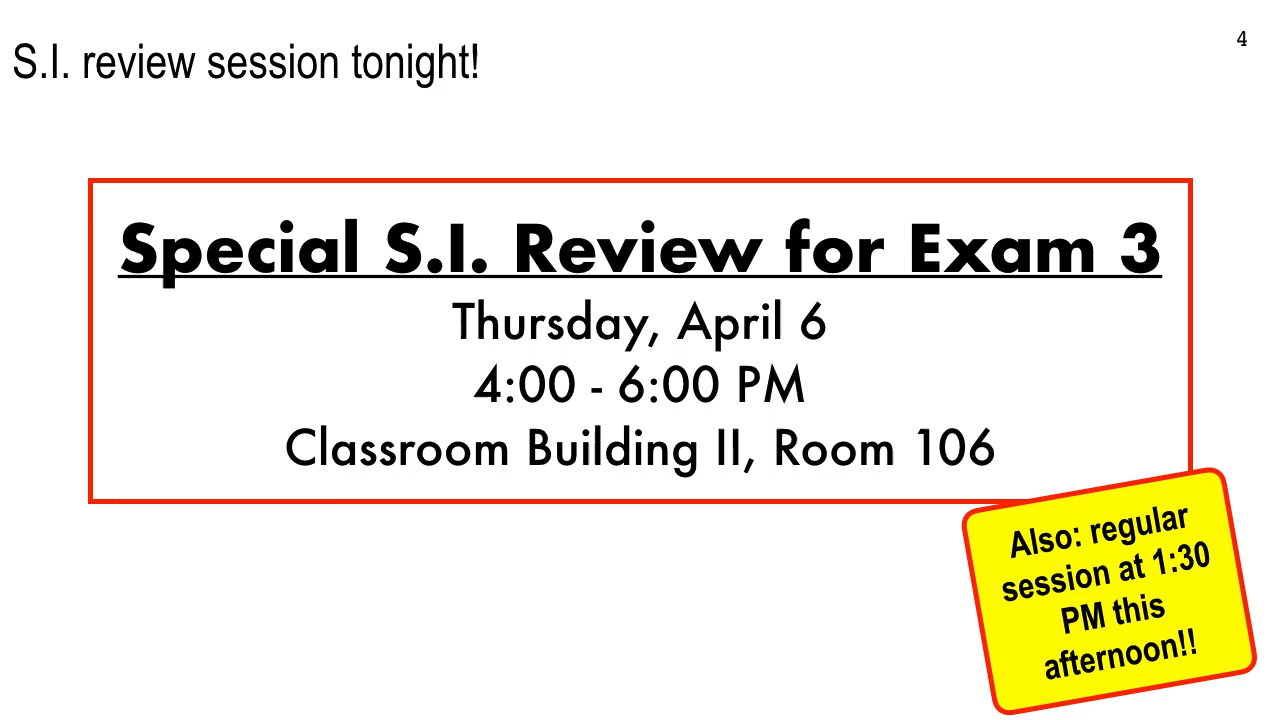 S.I. review session tonight!
4
Special S.I. Review for Exam 3
Thursday, April 6
4:00 - 6:00 PM
Classroom Building II, Room 106
Also: regular
session at 1:30
PM this
afternoon!!